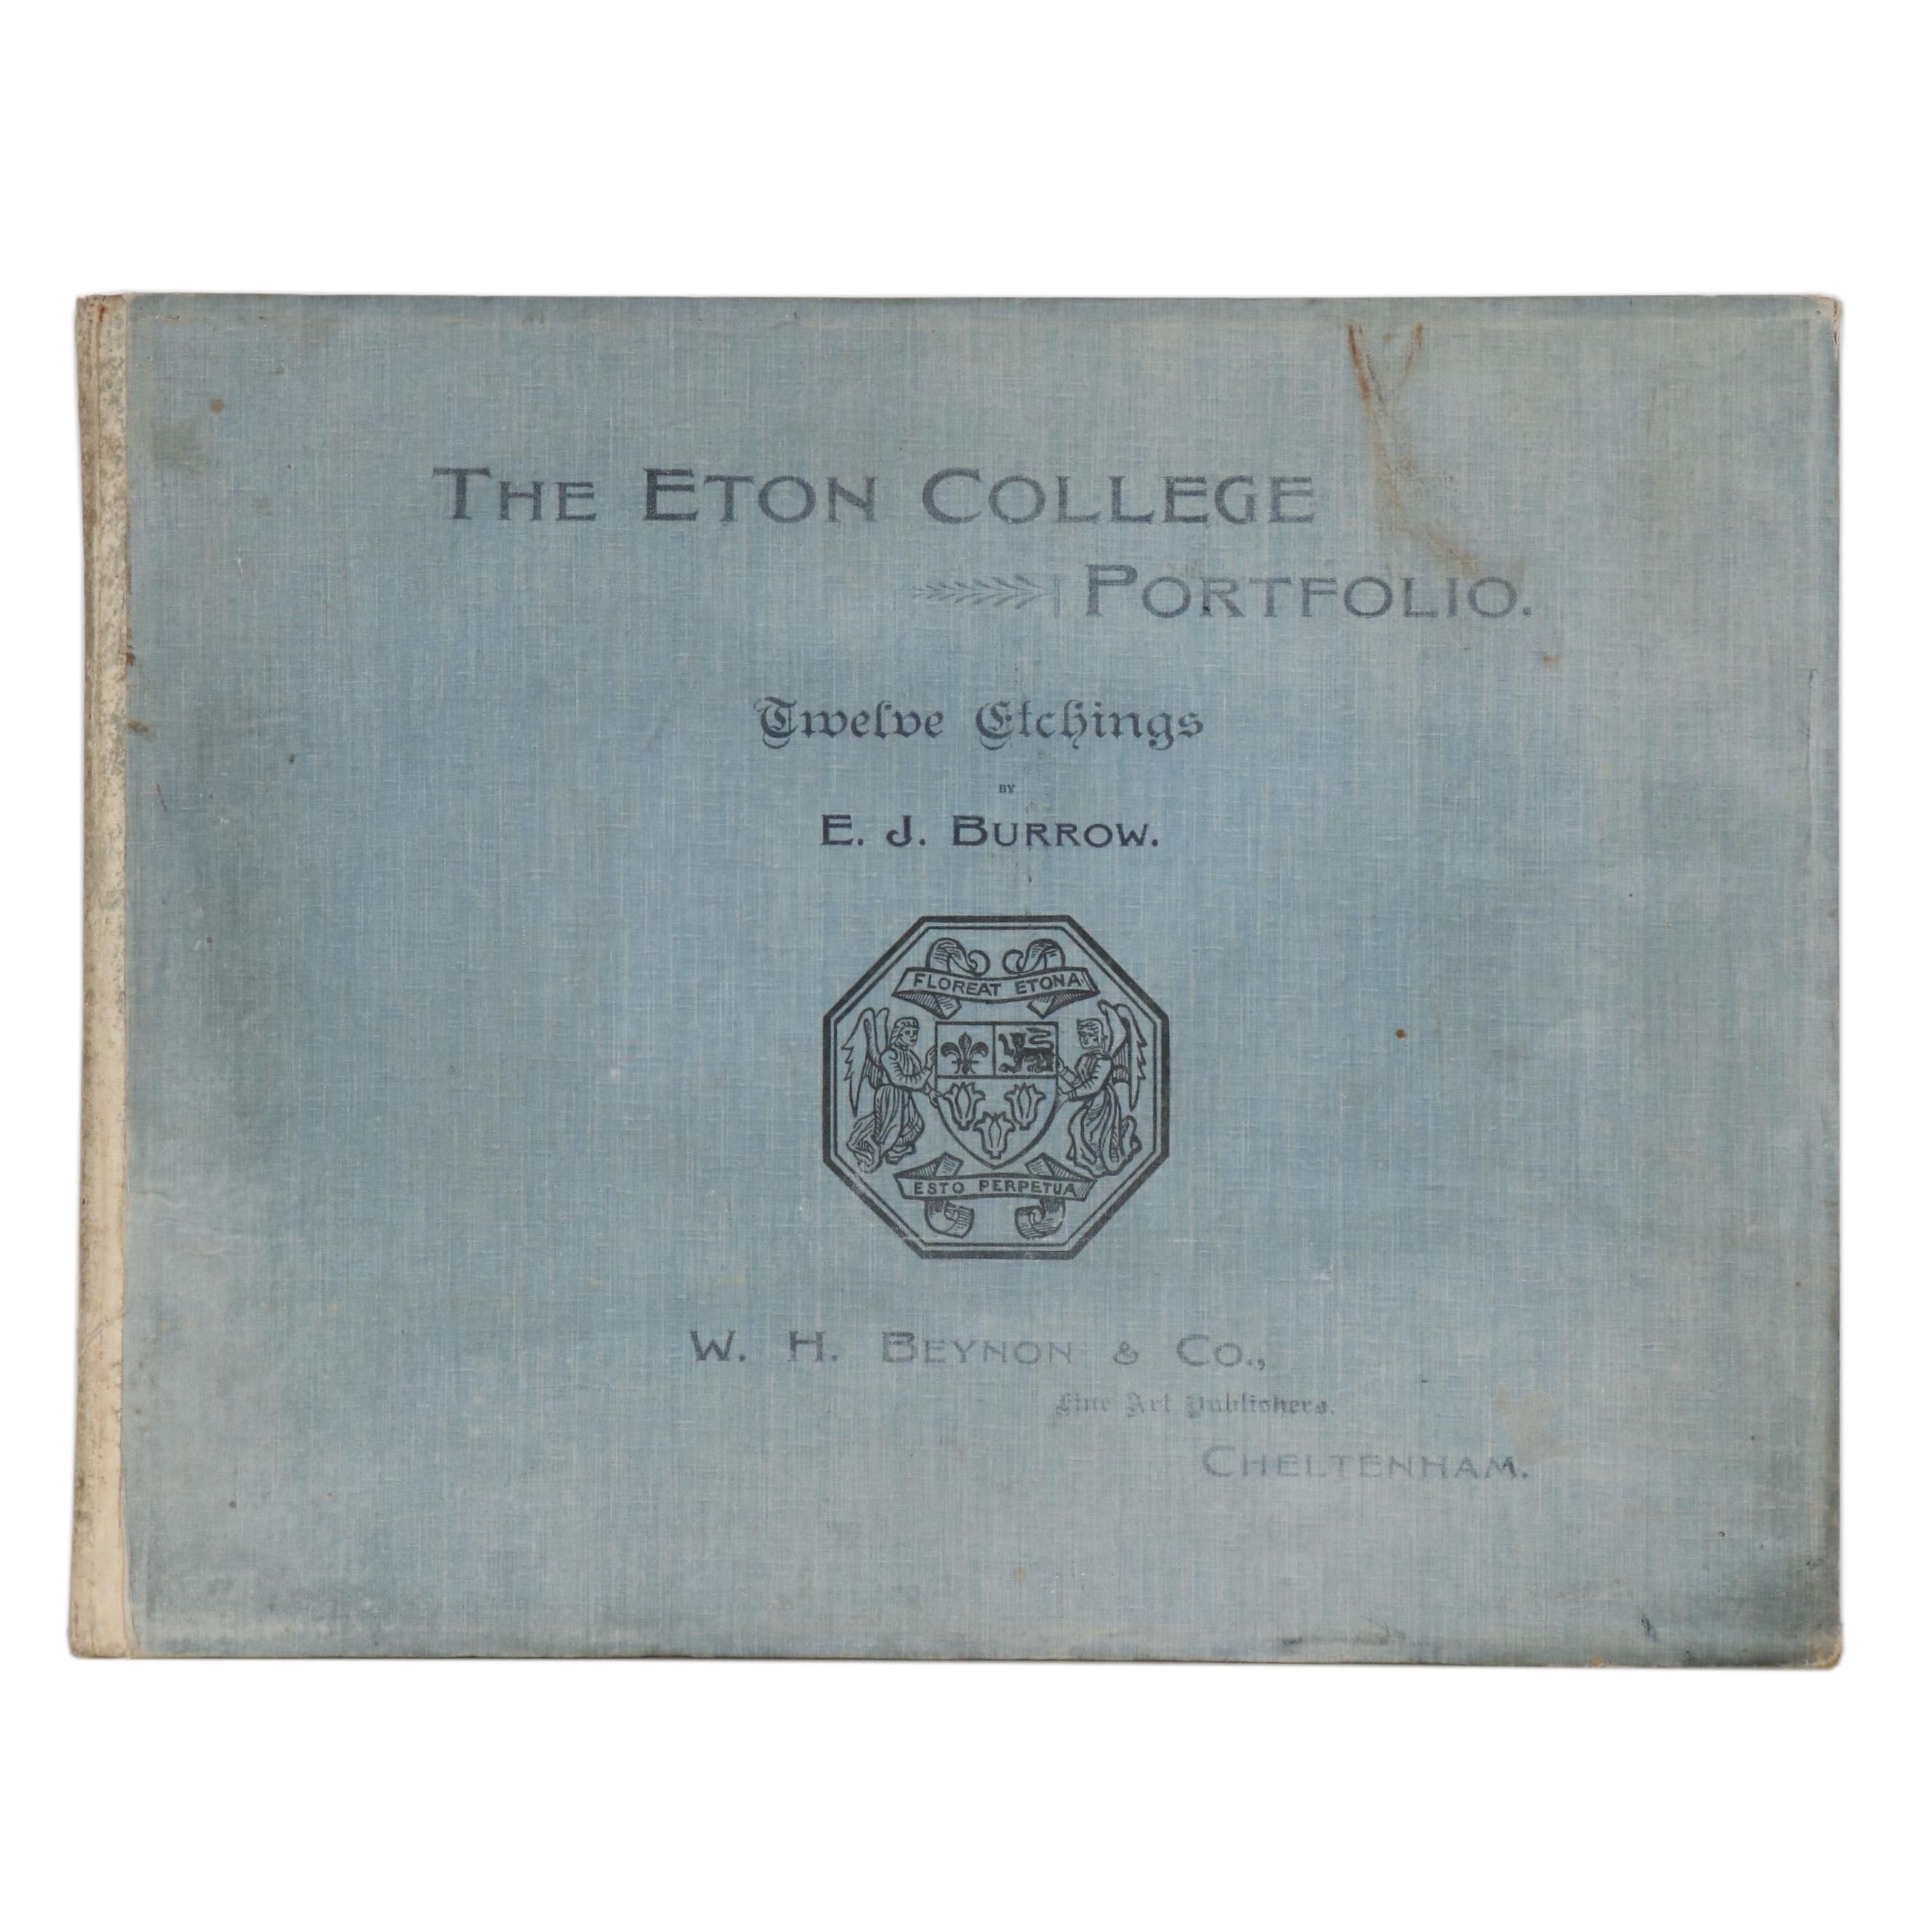 THE ETON COLLEGE
PORTFOLIO.
Twelve Etchings
BY
E. J. BURROW.
FLOREAT ETONA
ESTO PERPETUA
W. H. BEYNON & CO.,
Fine Art Publishers,
CHELTENHAM.